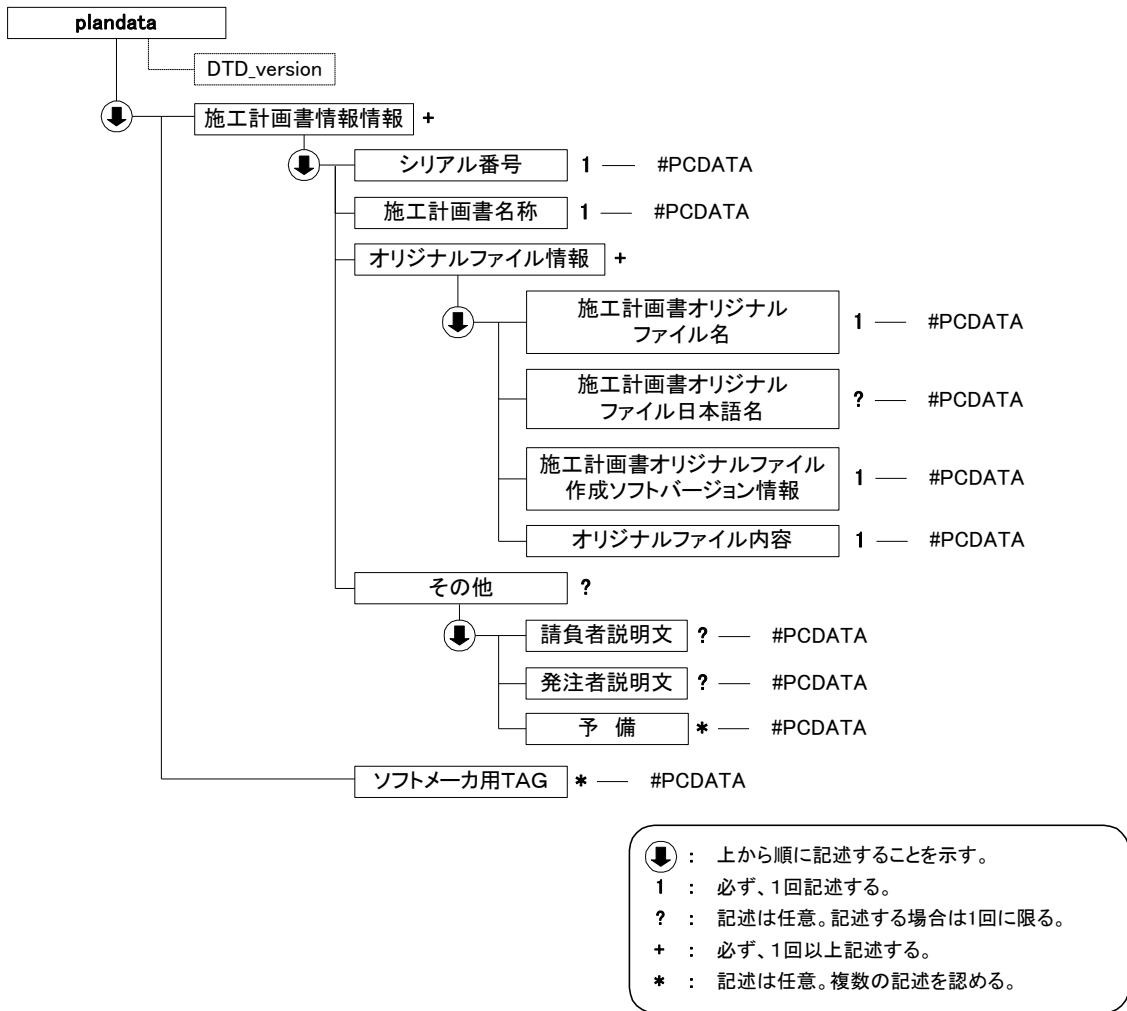 plandata
DTD_version
施工計画書情報情報 +
シリアル番号 1 ― #PCDATA
施工計画書名称 1 ― #PCDATA
オリジナルファイル情報 +
施工計画書オリジナル
ファイル名 1 ― #PCDATA
施工計画書オリジナル
ファイル日本語名 ? ― #PCDATA
施工計画書オリジナルファイル
作成ソフトバージョン情報 1 ― #PCDATA
オリジナルファイル内容 1 ― #PCDATA
その他 ?
請負者説明文 ? ― #PCDATA
発注者説明文 ? ― #PCDATA
予 備 * ― #PCDATA
ソフトメーカ用TAG * ― #PCDATA
: 上から順に記述することを示す。
1 : 必ず、1回記述する。
? : 記述は任意。記述する場合は1回に限る。
+ : 必ず、1回以上記述する。
* : 記述は任意。複数の記述を認める。